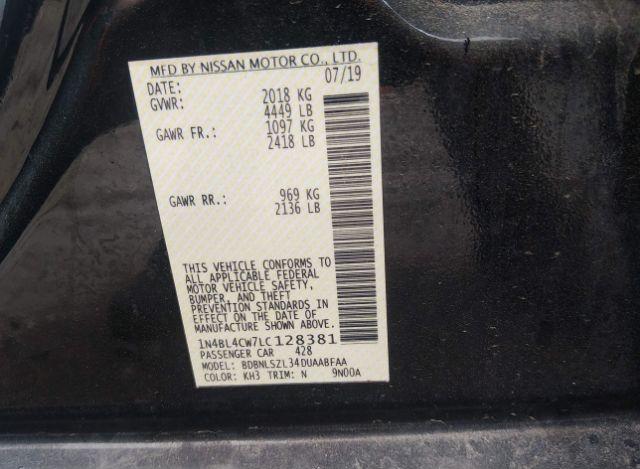 MFD BY NISSAN MOTOR CO., LTD.
DATE: 07/19
GVWR: 2018 KG
4449 LB
GAWR FR.: 1097 KG
2418 LB
GAWR RR.: 969 KG
2136 LB
THIS VEHICLE CONFORMS TO
ALL APPLICABLE FEDERAL
MOTOR VEHICLE SAFETY,
BUMPER, AND THEFT
PREVENTION STANDARDS IN
EFFECT ON THE DATE OF
MANUFACTURE SHOWN ABOVE.
1N4BL4CW7LC128381
PASSENGER CAR 428
MODEL: BDBNLSZL34DUAABFAA
COLOR: KH3 TRIM: N 9N00A